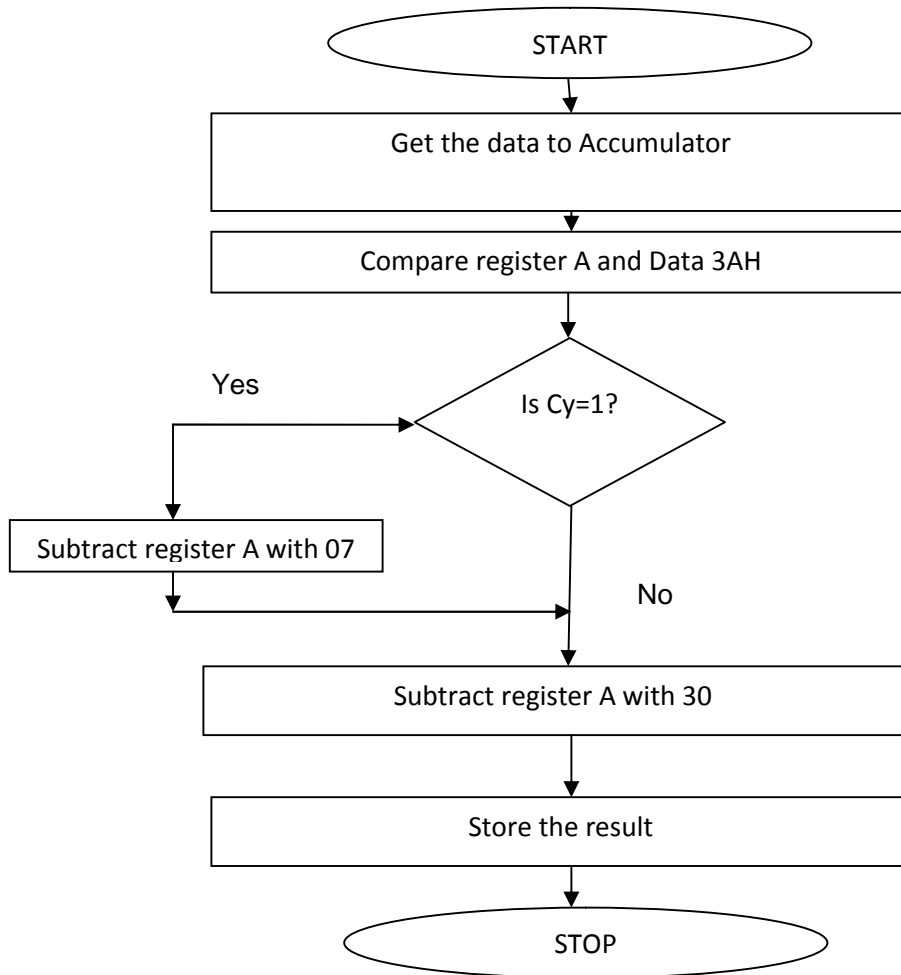 START
Get the data to Accumulator
Compare register A and Data 3AH
Yes
Is Cy=1?
Subtract register A with 07
No
Subtract register A with 30
Store the result
STOP